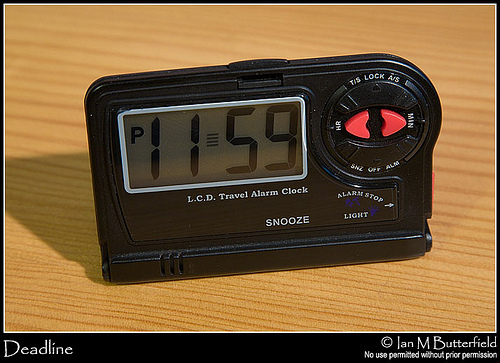 T/S LOCK A/S
P 11:59
HR
MIN
SNZ OFF ALM
L.C.D. Travel Alarm Clock
ALARM STOP
SNOOZE
LIGHT
Deadline
© Ian M Butterfield
No use permitted without prior permission